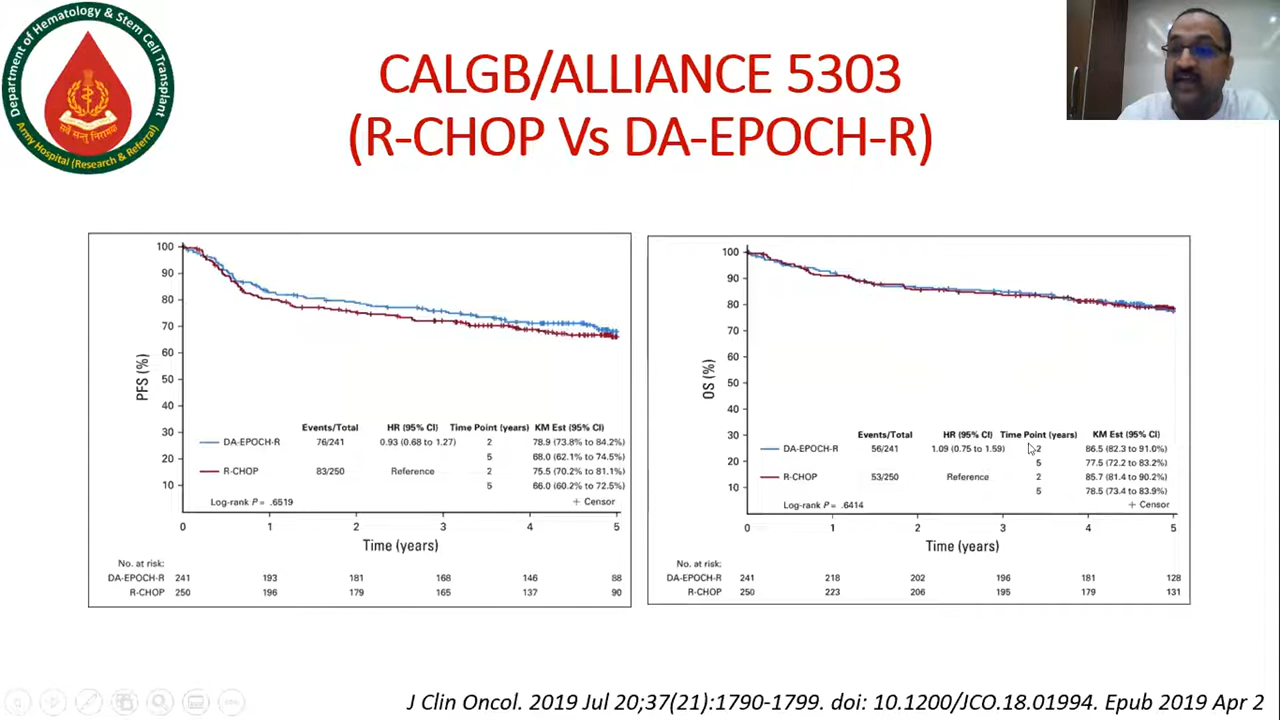 Department of Hematology & Stem Cell Transplant
Army Hospital (Research & Referral)
CALGB/ALLIANCE 5303
(R-CHOP Vs DA-EPOCH-R)
100
90
80
70
60
50
40
30
20
10
PFS (%)
Events/Total HR (95% CI) Time Point (years) KM Est (95% CI)
DA-EPOCH-R 76/241 0.93 (0.68 to 1.27) 2 78.9 (73.8% to 84.2%)
5 68.0 (62.1% to 74.5%)
R-CHOP 83/250 Reference 2 75.5 (70.2% to 81.1%)
5 66.0 (60.2% to 72.5%)
Log-rank P = .6519 + Censor
0 1 2 3 4 5
Time (years)
No. at risk:
DA-EPOCH-R 241 193 181 168 146 88
R-CHOP 250 196 179 165 137 90
100
90
80
70
60
50
40
30
20
10
OS (%)
Events/Total HR (95% CI) Time Point (years) KM Est (95% CI)
DA-EPOCH-R 56/241 1.09 (0.75 to 1.59) 2 86.5 (82.3 to 91.0%)
5 77.5 (72.2 to 83.2%)
R-CHOP 53/250 Reference 2 85.7 (81.4 to 90.2%)
5 78.5 (73.4 to 83.9%)
Log-rank P = .6414 + Censor
0 1 2 3 4 5
Time (years)
No. at risk:
DA-EPOCH-R 241 218 202 196 181 128
R-CHOP 250 223 206 195 179 131
J Clin Oncol. 2019 Jul 20;37(21):1790-1799. doi: 10.1200/JCO.18.01994. Epub 2019 Apr 2